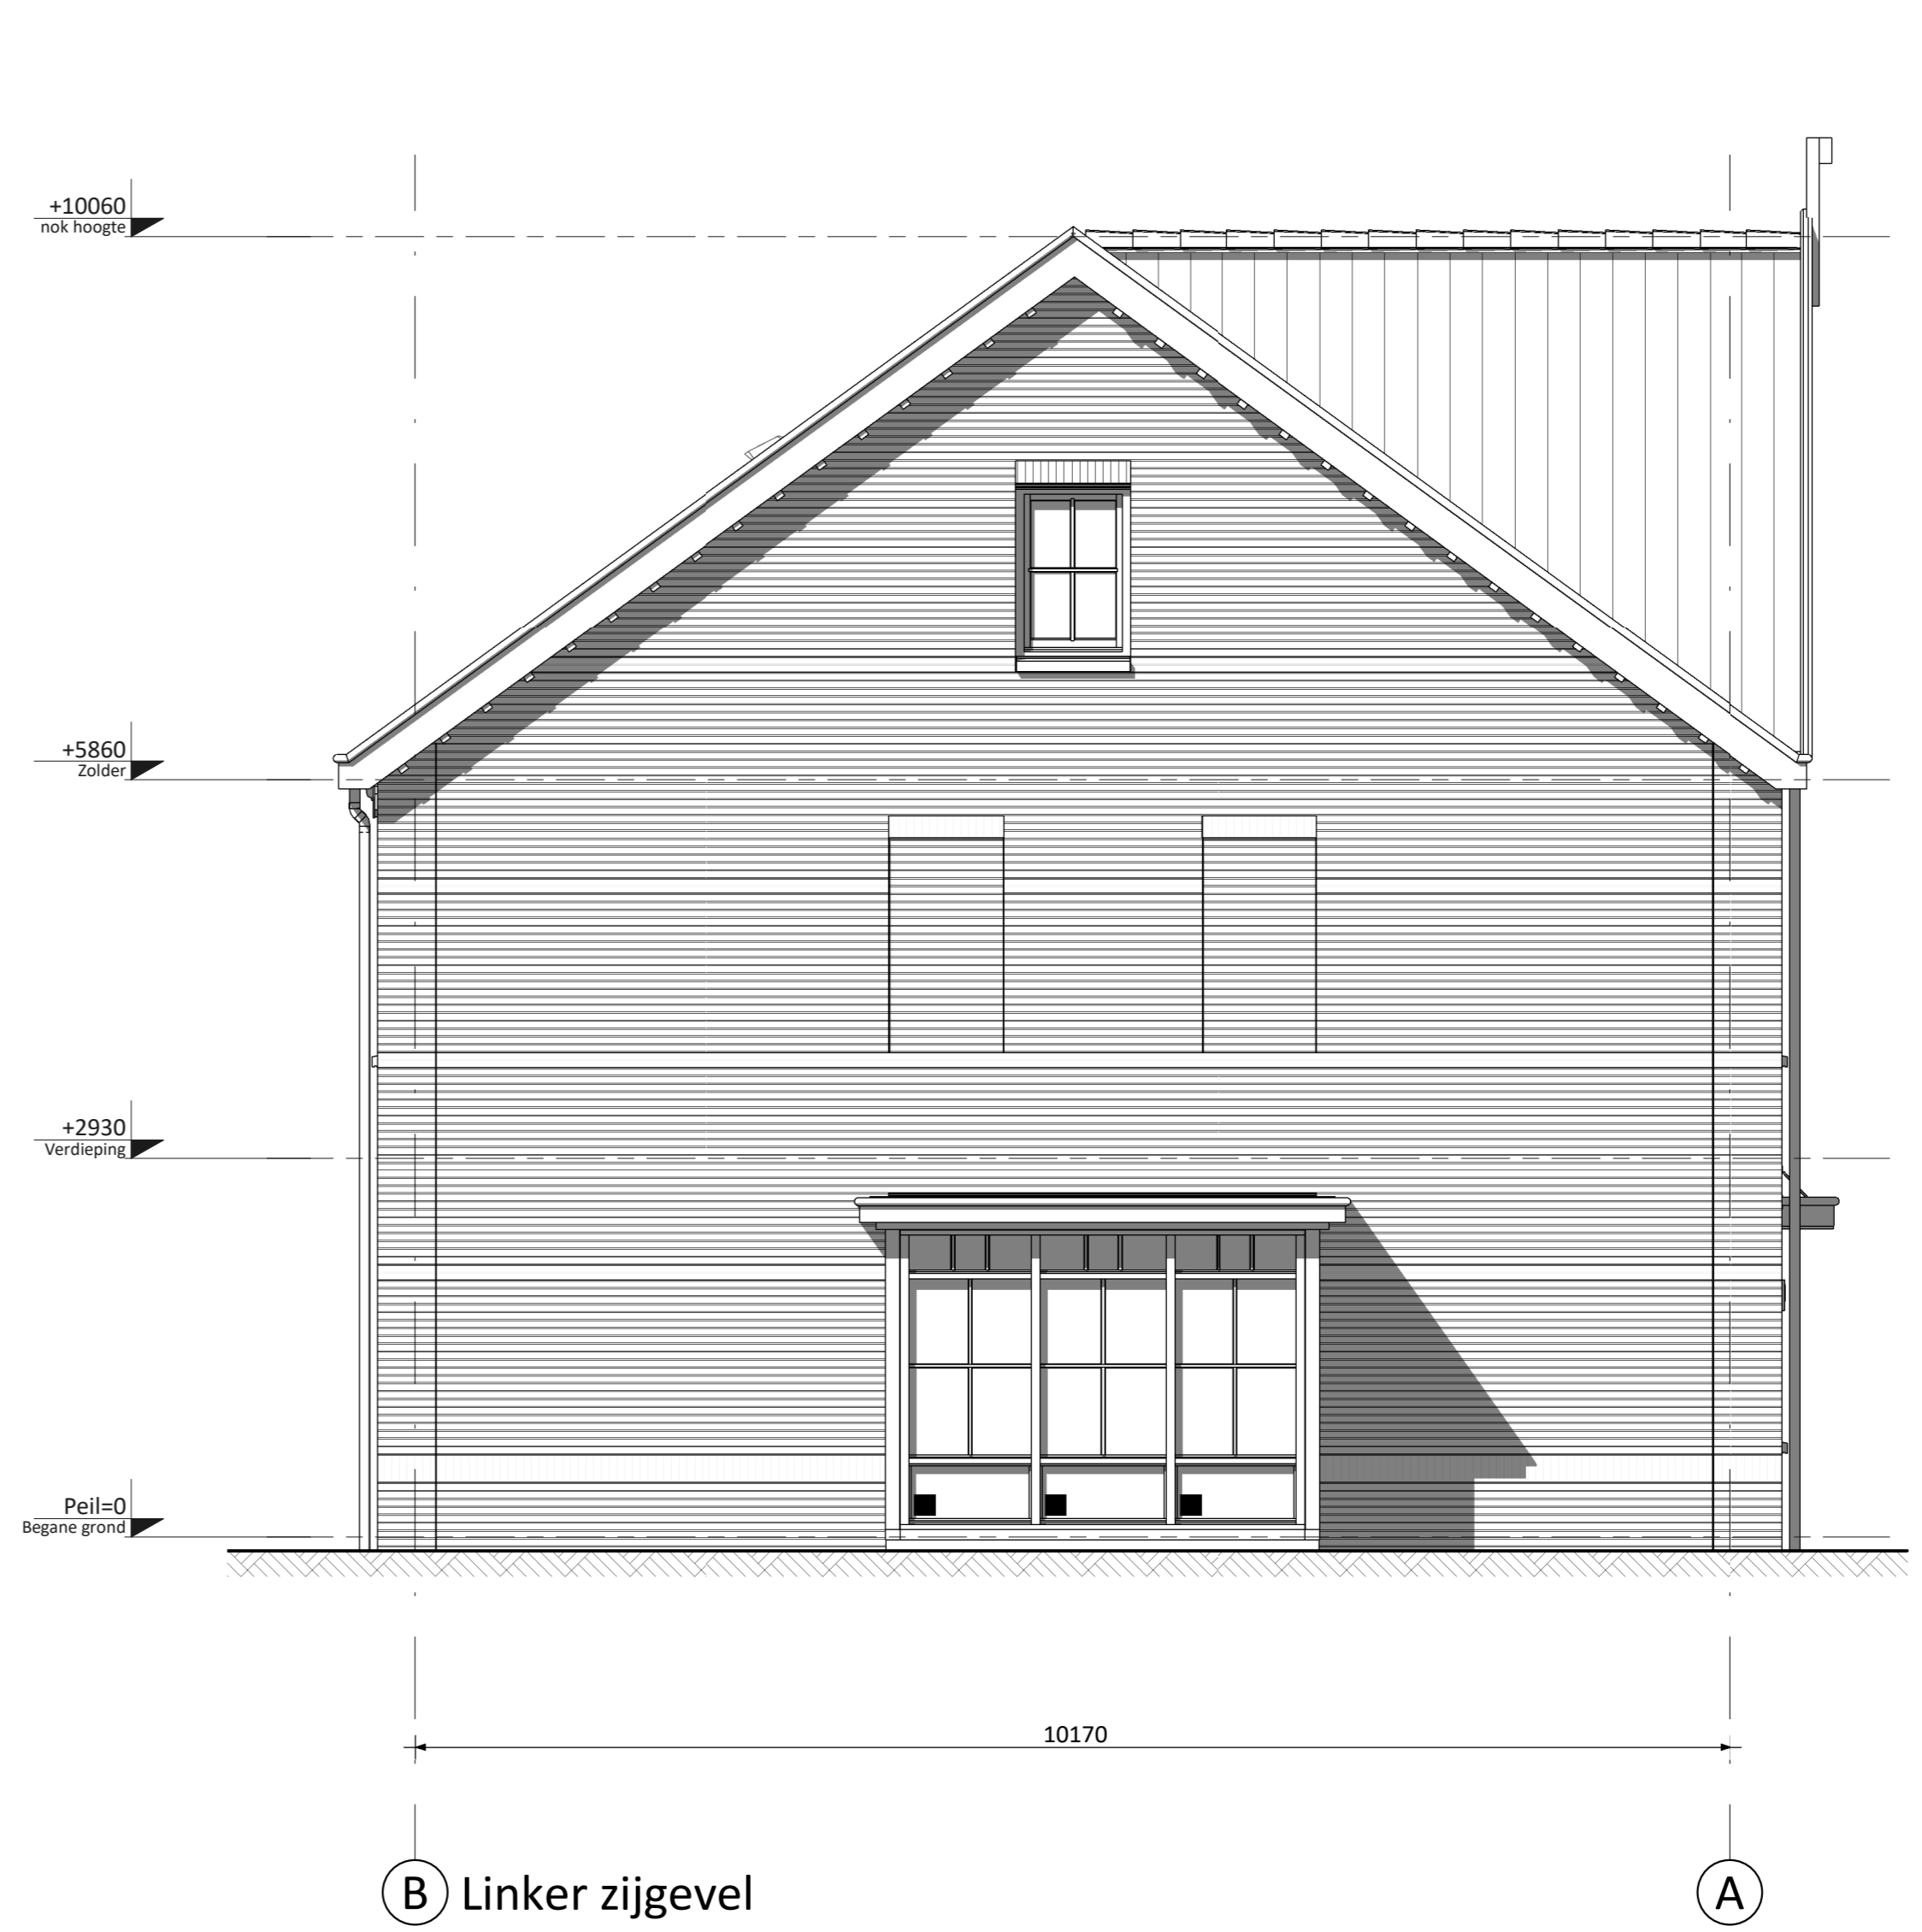 +10060
nok hoogte
+5860
Zolder
+2930
Verdieping
Peil=0
Begane grond
10170
B Linker zijgevel
A